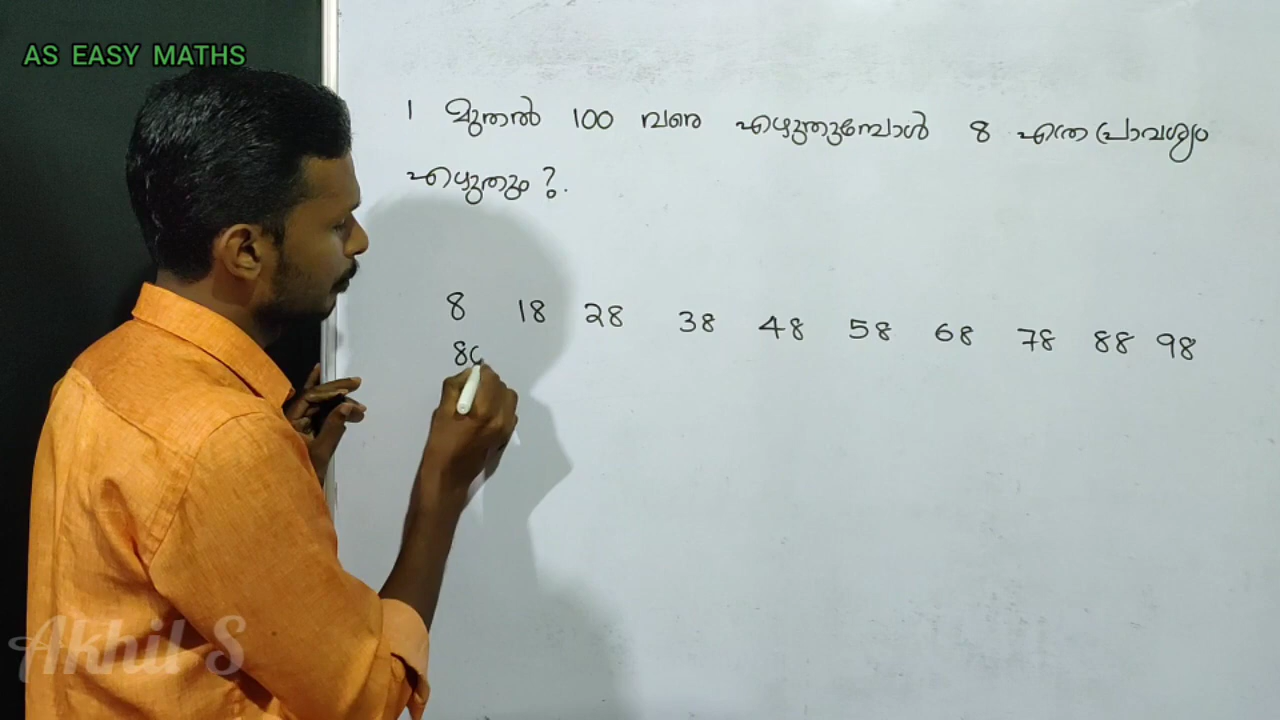 AS EASY MATHS
1 മുതൽ 100 വരെ എഴുതുമ്പോൾ 8 എത്ര പ്രാവശ്യം
എഴുതും ?.
8 18 28 38 48 58 68 78 88 98
80
Akhil S